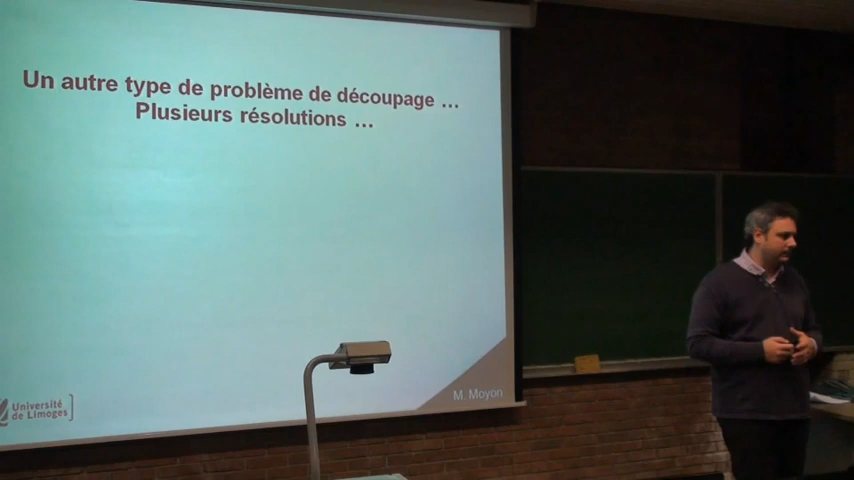 Un autre type de problème de découpage ...
Plusieurs résolutions ...
Université
de Limoges
M. Moyon